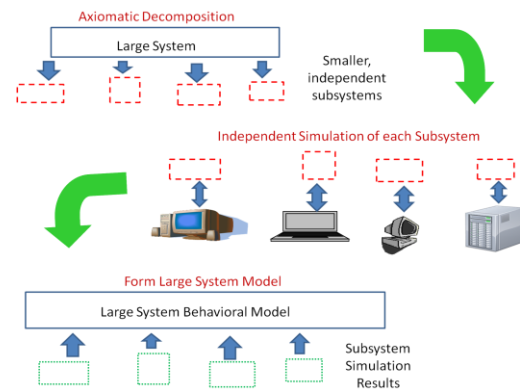 Axiomatic Decomposition
Large System
Smaller,
independent
subsystems
Independent Simulation of each Subsystem
Form Large System Model
Large System Behavioral Model
Subsystem
Simulation
Results